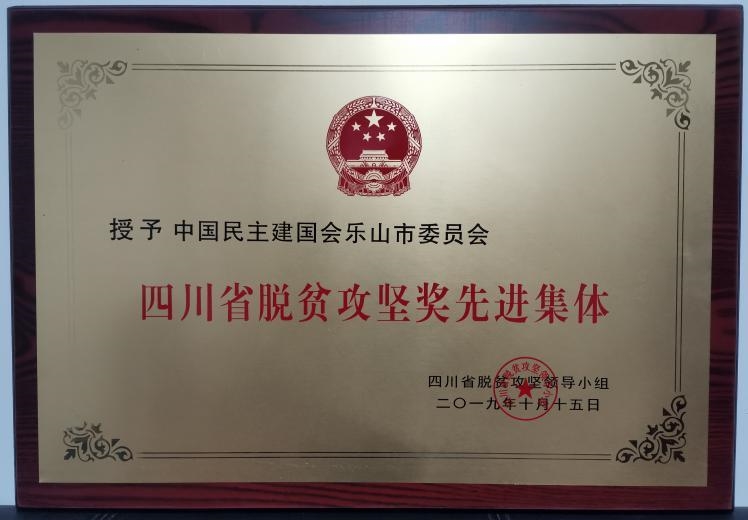 授予 中国民主建国会乐山市委员会
四川省脱贫攻坚奖先进集体
四川省脱贫攻坚领导小组
二〇一九年十月十五日